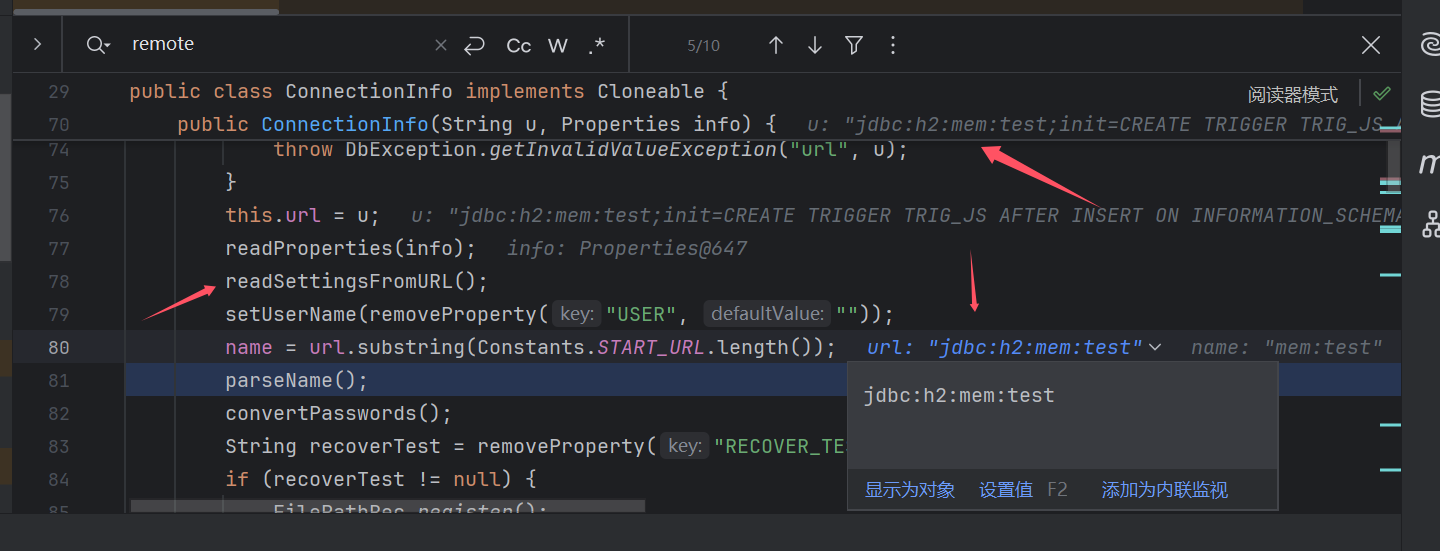 remote Cc W .* 5/10
29 public class ConnectionInfo implements Cloneable { 阅读器模式
70 public ConnectionInfo(String u, Properties info) { u: "jdbc:h2:mem:test;init=CREATE TRIGGER TRIG_JS
74 throw DbException.getInvalidValueException("url", u);
75 }
76 this.url = u; u: "jdbc:h2:mem:test;init=CREATE TRIGGER TRIG_JS AFTER INSERT ON INFORMATION_SCHEMA
77 readProperties(info); info: Properties@647
78 readSettingsFromURL();
79 setUserName(removeProperty( key: "USER", defaultValue: ""));
80 name = url.substring(Constants.START_URL.length()); url: "jdbc:h2:mem:test" name: "mem:test"
81 parseName();
jdbc:h2:mem:test
82 convertPasswords();
83 String recoverTest = removeProperty( key: "RECOVER_TE
84 if (recoverTest != null) {
显示为对象 设置值 F2 添加为内联监视
85 FilePathRec.register();